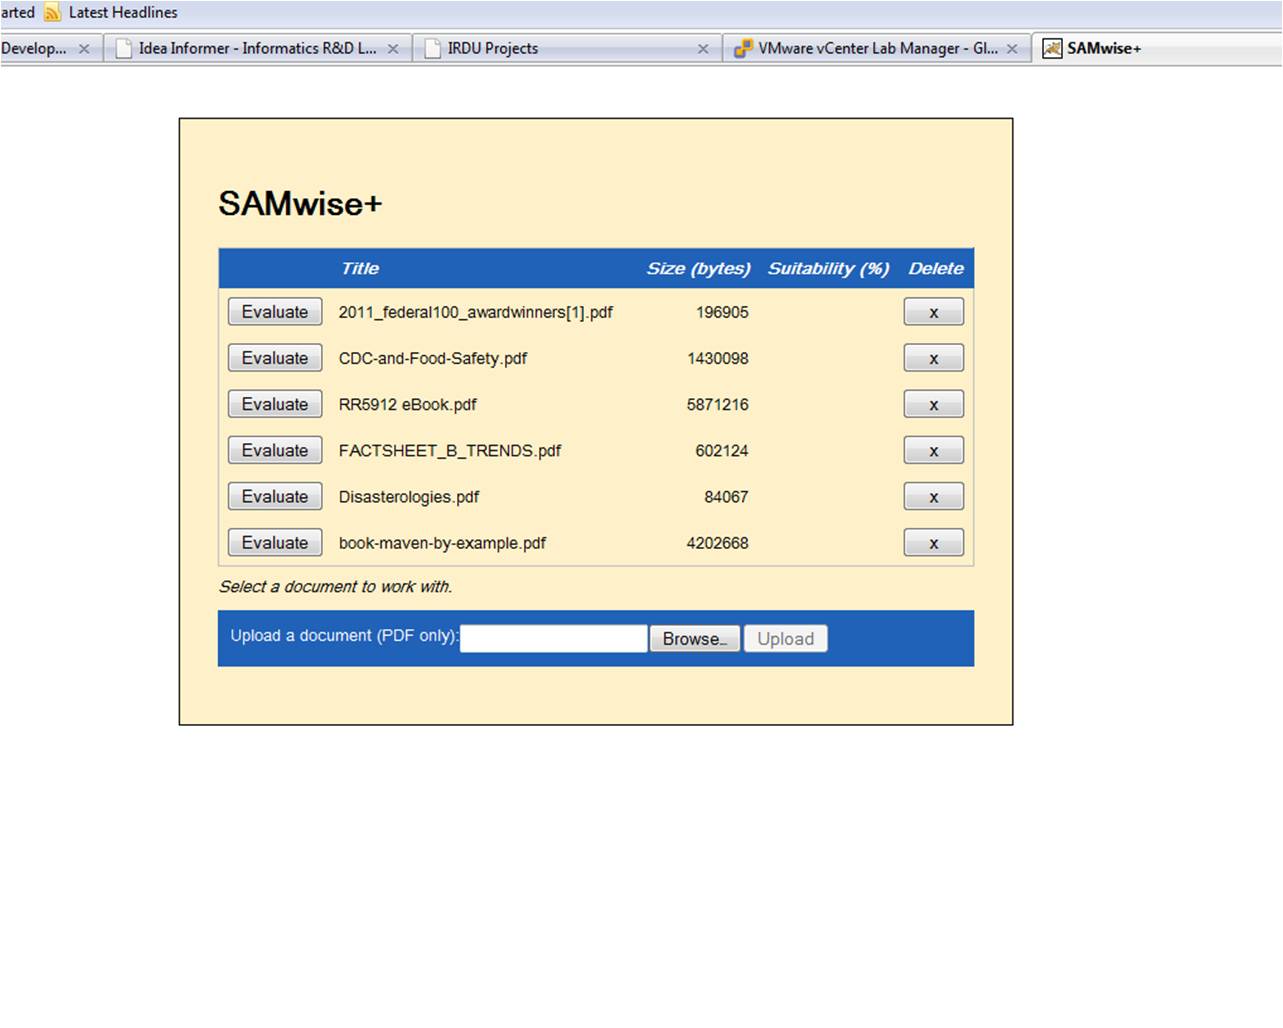 arted Latest Headlines
Develop... Idea Informer - Informatics R&D L... IRDU Projects VMware vCenter Lab Manager - Gl... SAMwise+
SAMwise+
Title Size (bytes) Suitability (%) Delete
Evaluate 2011_federal100_awardwinners[1].pdf 196905 x
Evaluate CDC-and-Food-Safety.pdf 1430098 x
Evaluate RR5912 eBook.pdf 5871216 x
Evaluate FACTSHEET_B_TRENDS.pdf 602124 x
Evaluate Disasterologies.pdf 84067 x
Evaluate book-maven-by-example.pdf 4202668 x
Select a document to work with.
Upload a document (PDF only): Browse... Upload